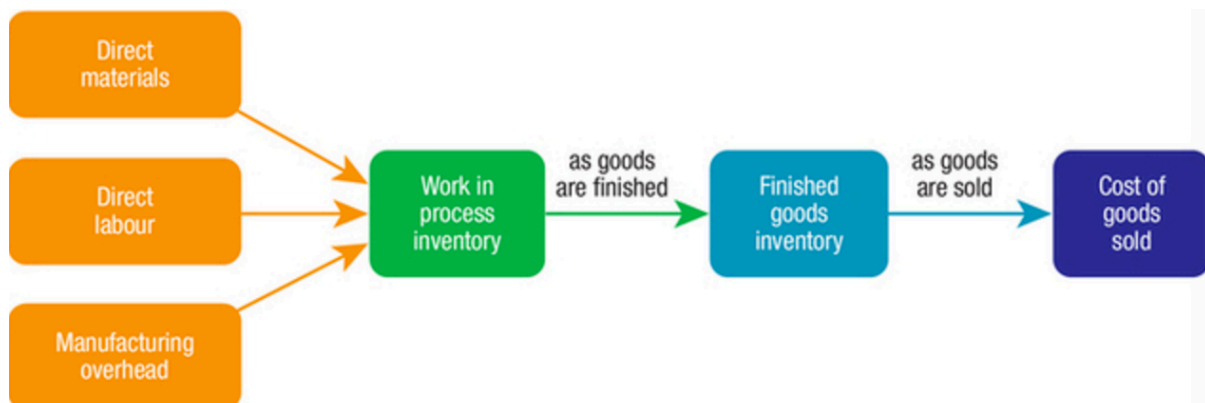 Direct
materials
Direct
labour
Manufacturing
overhead
Work in
process
inventory
as goods
are finished
Finished
goods
inventory
as goods
are sold
Cost of
goods
sold